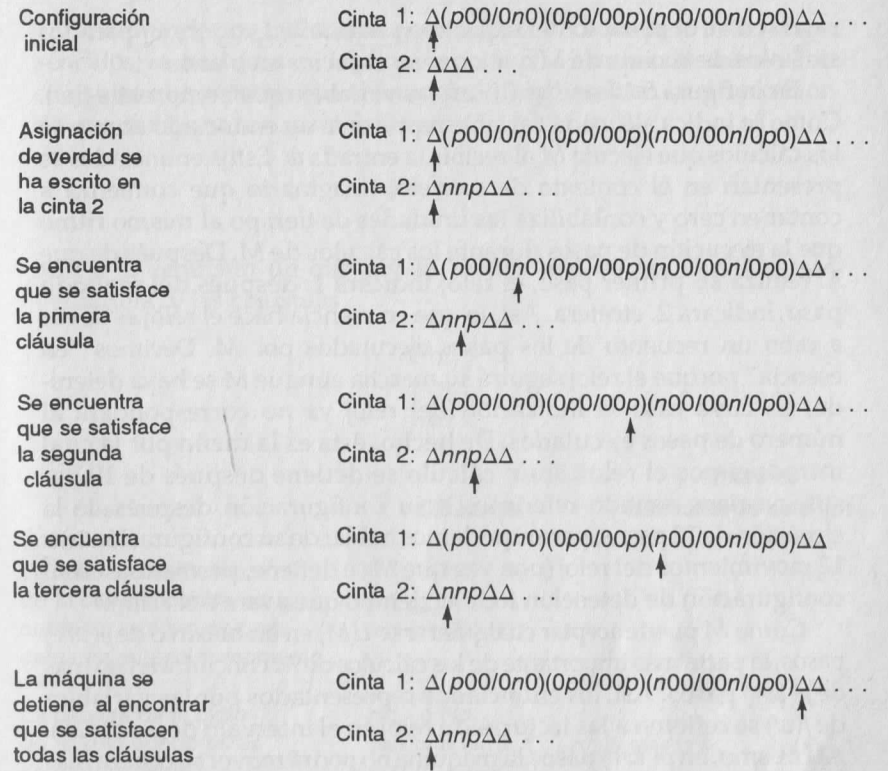 Configuración
inicial
Cinta 1: Δ(p00/0n0)(0p0/00p)(n00/00n/0p0)ΔΔ . . .
Cinta 2: ΔΔΔ . . .
Asignación
de verdad se
ha escrito en
la cinta 2
Cinta 1: Δ(p00/0n0)(0p0/00p)(n00/00n/0p0)ΔΔ . . .
Cinta 2: ΔnnpΔΔ . . .
Se encuentra
que se satisface
la primera
cláusula
Cinta 1: Δ(p00/0n0)(0p0/00p)(n00/00n/0p0)ΔΔ . . .
Cinta 2: ΔnnpΔΔ . . .
Se encuentra
que se satisface
la segunda
cláusula
Cinta 1: Δ(p00/0n0)(0p0/00p)(n00/00n/0p0)ΔΔ . . .
Cinta 2: ΔnnpΔΔ . . .
Se encuentra
que se satisface
la tercera cláusula
Cinta 1: Δ(p00/0n0)(0p0/00p)(n00/00n/0p0)ΔΔ
Cinta 2: ΔnnpΔΔ . . .
La máquina se
detiene al encontrar
que se satisfacen
todas las cláusulas
Cinta 1: Δ(p00/0n0)(0p0/00p)(n00/00n/0p0)ΔΔ . . .
Cinta 2: ΔnnpΔΔ . . .